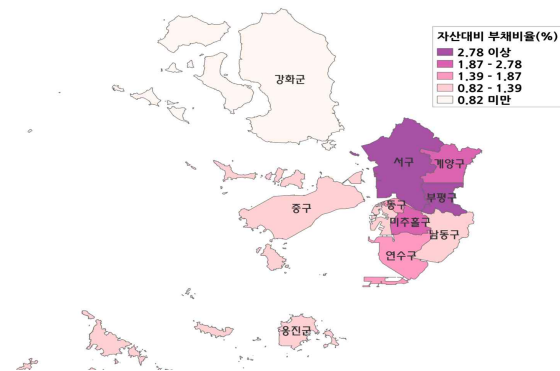 자산대비 부채비율(%)
2.78 이상
1.87 - 2.78
1.39 - 1.87
0.82 - 1.39
0.82 미만
강화군
서구
계양구
부평구
중구
동구
미추홀구
남동구
연수구
옹진군